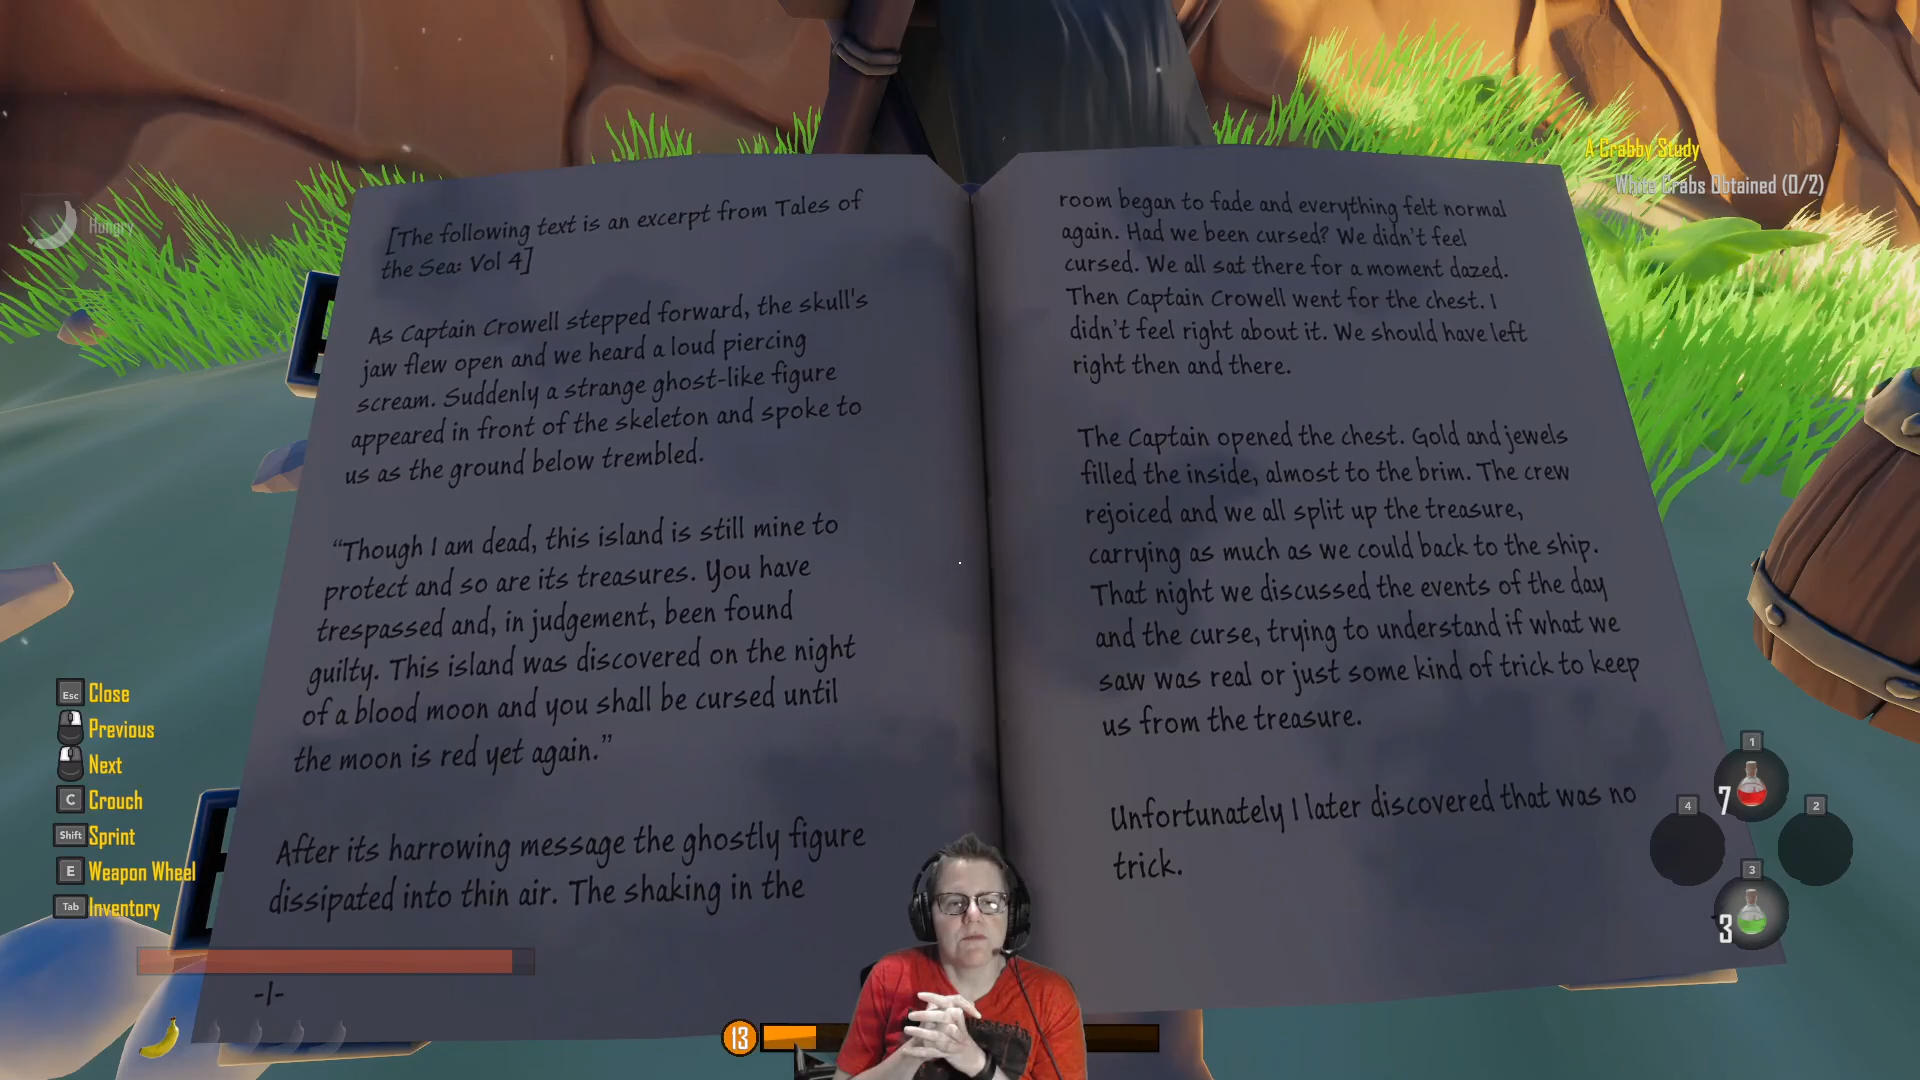 [The following text is an excerpt from Tales of
the Sea: Vol 4]
As Captain Crowell stepped forward, the skull's
jaw flew open and we heard a loud piercing
scream. Suddenly a strange ghost-like figure
appeared in front of the skeleton and spoke to
us as the ground below trembled.
"Though I am dead, this island is still mine to
protect and so are its treasures. You have
trespassed and, in judgement, been found
guilty. This island was discovered on the night
of a blood moon and you shall be cursed until
the moon is red yet again."
After its harrowing message the ghostly figure
dissipated into thin air. The shaking in the
-1-
room began to fade and everything felt normal
again. Had we been cursed? We didn't feel
cursed. We all sat there for a moment dazed.
Then Captain Crowell went for the chest. I
didn't feel right about it. We should have left
right then and there.
The Captain opened the chest. Gold and jewels
filled the inside, almost to the brim. The crew
rejoiced and we all split up the treasure,
carrying as much as we could back to the ship.
That night we discussed the events of the day
and the curse, trying to understand if what we
saw was real or just some kind of trick to keep
us from the treasure.
Unfortunately I later discovered that was no
trick.
A Crabby Study
White Crabs Obtained (0/2)
Hungry
Esc Close
Previous
Next
C Crouch
Shift Sprint
E Weapon Wheel
Tab Inventory
1
7
4
2
3
3
13